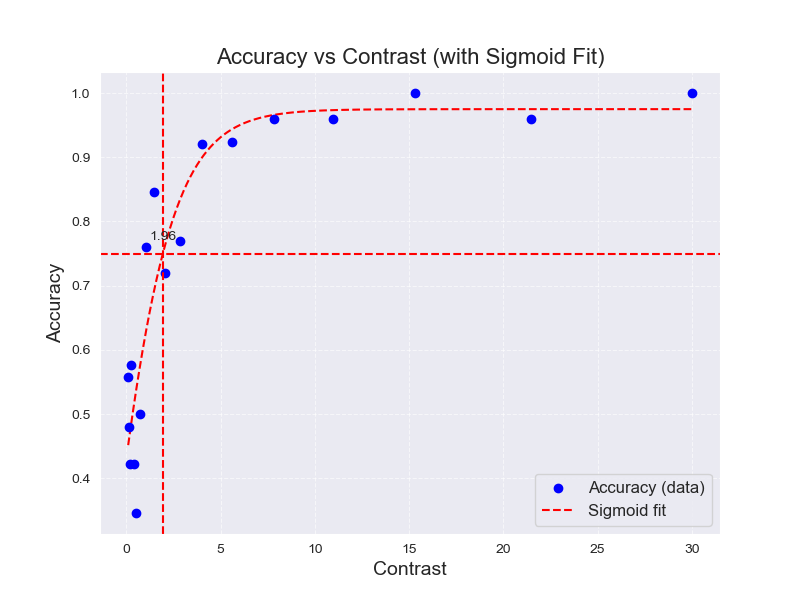 Accuracy vs Contrast (with Sigmoid Fit)
1.0
0.9
0.8
0.7
0.6
0.5
0.4
Accuracy
1.96
Accuracy (data)
Sigmoid fit
0 5 10 15 20 25 30
Contrast